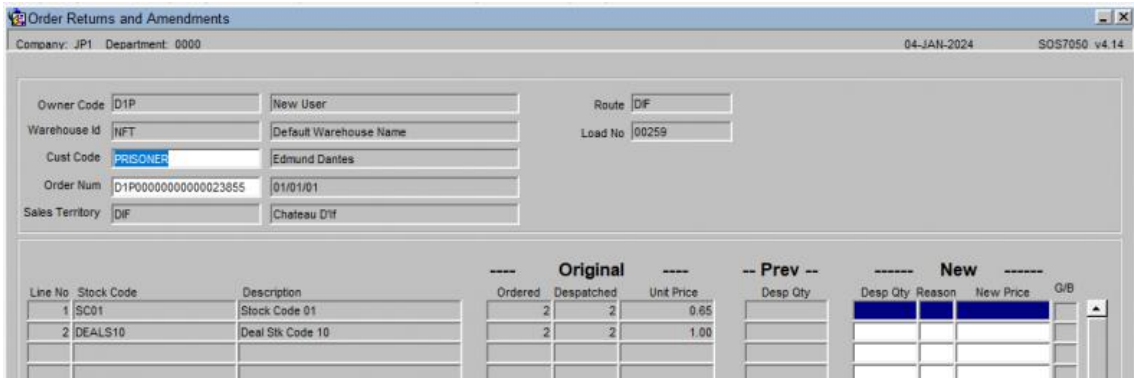 Order Returns and Amendments
Company: JP1 Department: 0000 04-JAN-2024 SOS7050 v4.14
Owner Code D1P New User Route DIF
Warehouse Id NFT Default Warehouse Name Load No 00259
Cust Code PRISONER Edmund Dantes
Order Num D1P00000000000023855 01/01/01
Sales Territory DIF Chateau D'If
---- Original ---- -- Prev -- ------ New ------
Line No Stock Code Description Ordered Despatched Unit Price Desp Qty Desp Qty Reason New Price G/B
1 SC01 Stock Code 01 2 2 0.65
2 DEALS10 Deal Stk Code 10 2 2 1.00